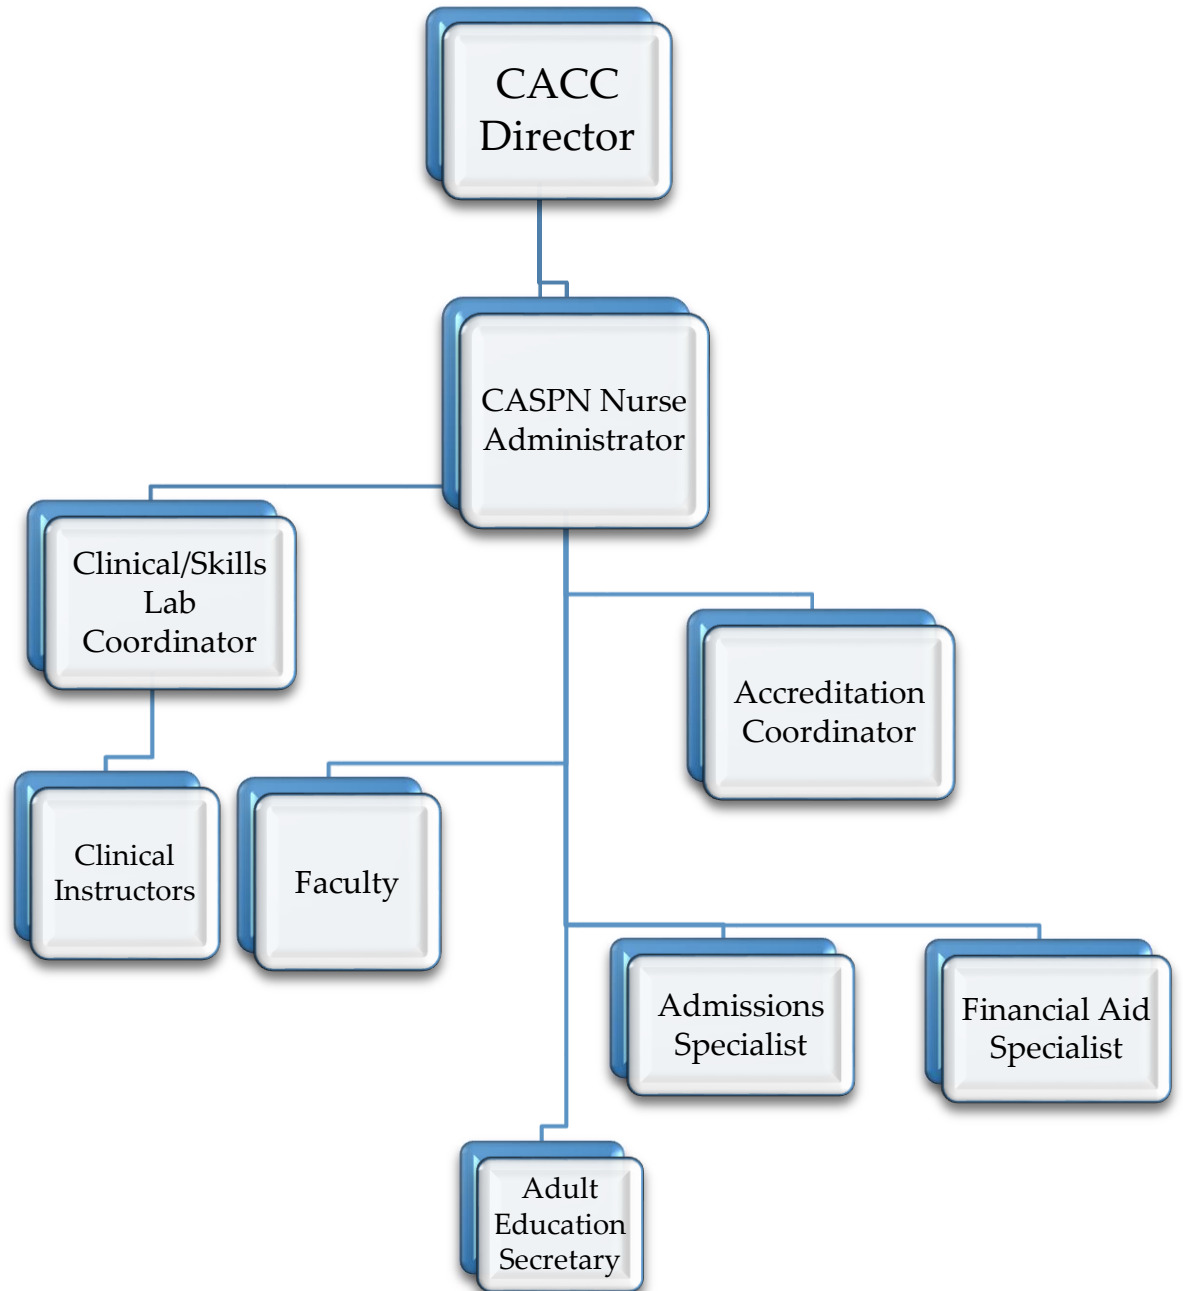 CACC
Director
CASPN Nurse
Administrator
Clinical/Skills
Lab
Coordinator
Accreditation
Coordinator
Clinical
Instructors
Faculty
Admissions
Specialist
Financial Aid
Specialist
Adult
Education
Secretary